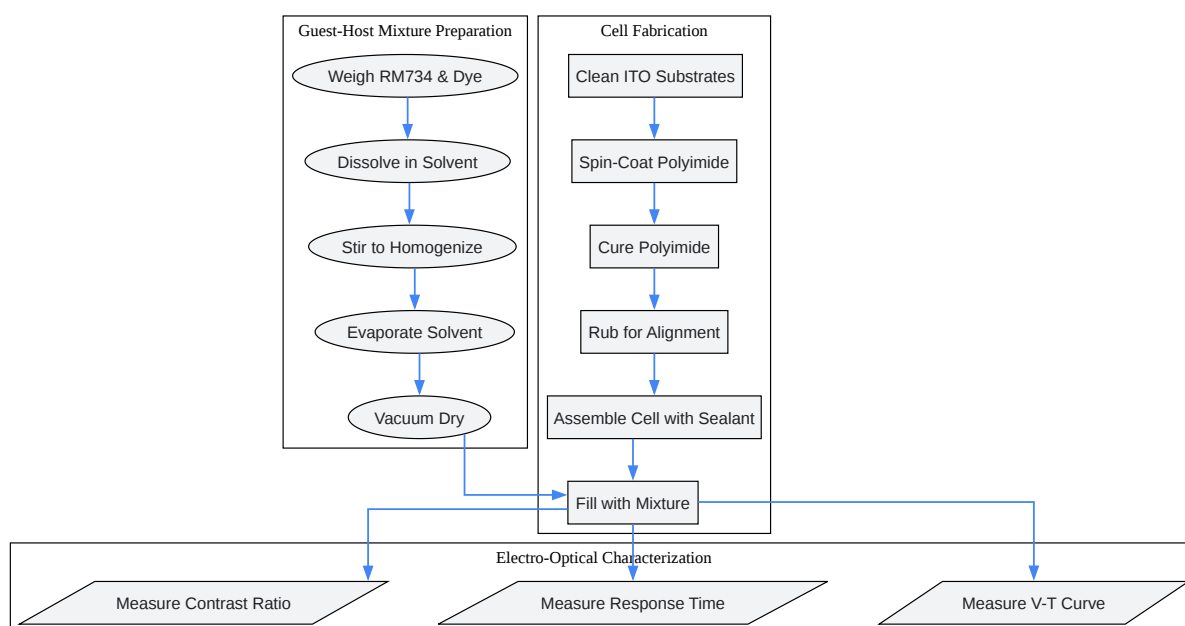 Guest-Host Mixture Preparation
Weigh RM734 & Dye
Dissolve in Solvent
Stir to Homogenize
Evaporate Solvent
Vacuum Dry
Cell Fabrication
Clean ITO Substrates
Spin-Coat Polyimide
Cure Polyimide
Rub for Alignment
Assemble Cell with Sealant
Fill with Mixture
Electro-Optical Characterization
Measure Contrast Ratio
Measure Response Time
Measure V-T Curve